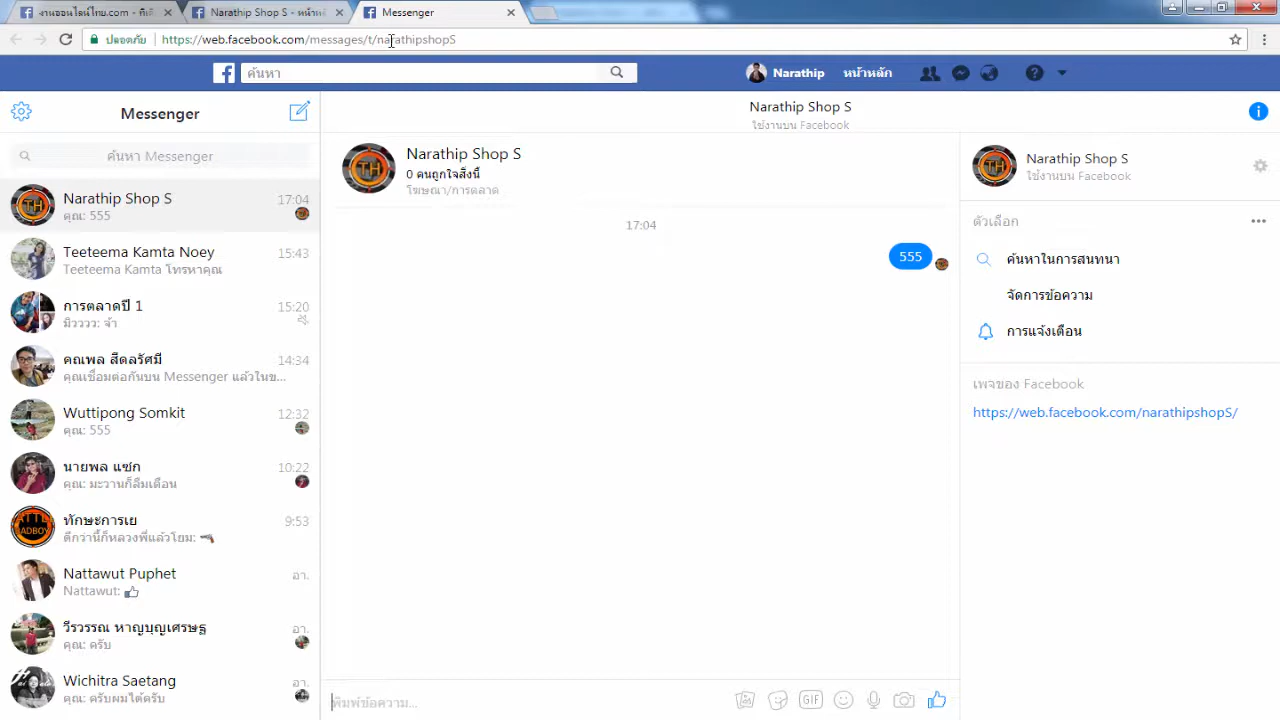 งานออนไลน์ไทย.com - ที่เ
Narathip Shop S - หน้าหลั
Messenger
ปลอดภัย
https://web.facebook.com/messages/t/narathipshopS
ค้นหา
Narathip
หน้าหลัก
Messenger
ค้นหา Messenger
Narathip Shop S
17:04
คุณ: 555
Teeteema Kamta Noey
15:43
Teeteema Kamta โทรหาคุณ
การตลาดปี 1
15:20
มิวววว: จ้า
คณพล สืดลรัศมี
14:34
คุณเชื่อมต่อกันบน Messenger แล้วในข...
Wuttipong Somkit
12:32
คุณ: 555
นายพล แซ่ก
10:22
คุณ: มะวานก็ลืมเตือน
ทักษะการเย
9:53
ดีกว่านี้ก็หลวงพี่แล้วโยม:
Nattawut Puphet
อา.
Nattawut:
วีรวรรณ หาญบุญเศรษฐ
อา.
คุณ: ครับ
Wichitra Saetang
อา.
คุณ: ครับผมได้ครับ
Narathip Shop S
ใช้งานบน Facebook
Narathip Shop S
0 คนถูกใจสิ่งนี้
โฆษณา/การตลาด
17:04
555
พิมพ์ข้อความ...
GIF
Narathip Shop S
ใช้งานบน Facebook
ตัวเลือก
ค้นหาในการสนทนา
จัดการข้อความ
การแจ้งเตือน
เพจของ Facebook
https://web.facebook.com/narathipshopS/